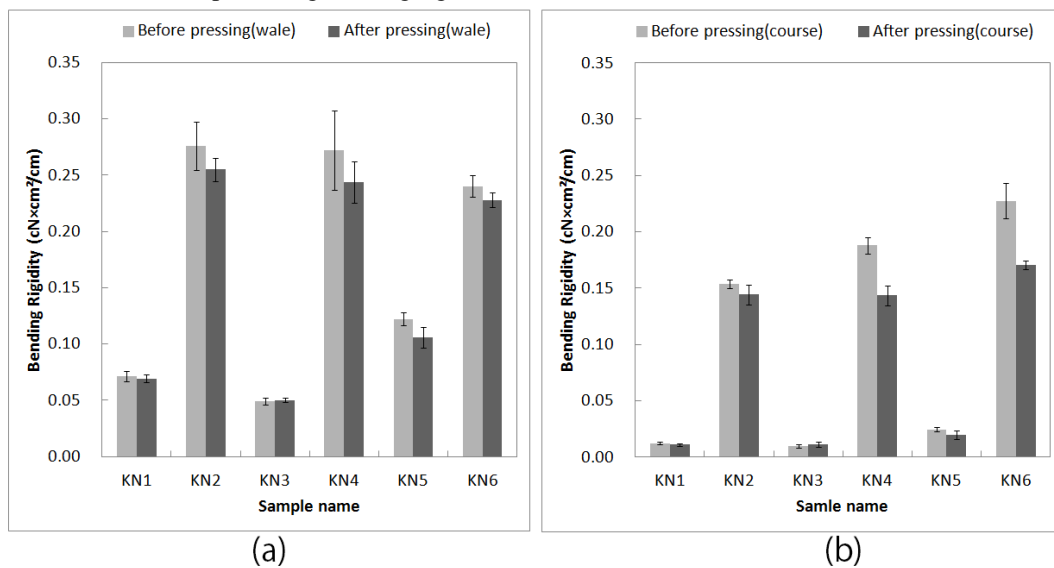 Before pressing(wale) After pressing(wale)
0.35
0.30
0.25
0.20
0.15
0.10
0.05
0.00
Bending Rigidity (cN×cm²/cm)
KN1 KN2 KN3 KN4 KN5 KN6
Sample name
(a)
Before pressing(course) After pressing(course)
0.35
0.30
0.25
0.20
0.15
0.10
0.05
0.00
Bending Rigidity (cN×cm²/cm)
KN1 KN2 KN3 KN4 KN5 KN6
Samle name
(b)